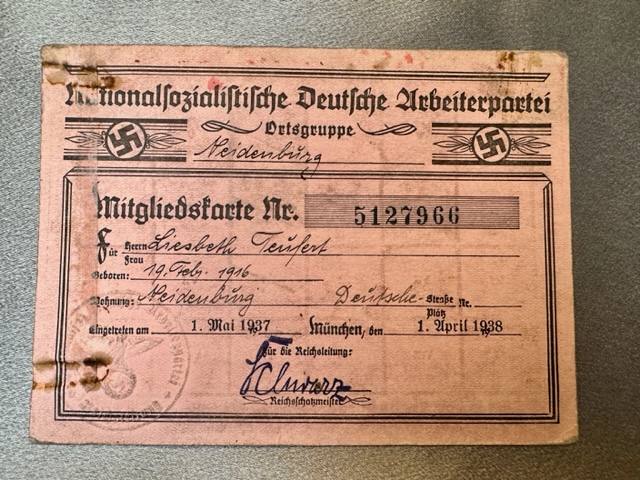 Nationalsozialistische Deutsche Arbeiterpartei
Ortsgruppe
Neidenburg
Mitgliedskarte Nr. 5127966
Für Herrn Frau Liesbeth Teufert
Geboren: 19. Feb. 1916
Wohnung: Neidenburg Deutsche-Straße Platz Nr.
Eingetreten am 1. Mai 1937 München, den 1. April 1938
Für die Reichsleitung:
Schwarz
Reichsschatzmeister